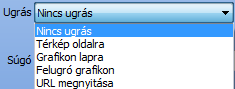 Ugrás Nincs ugrás
Nincs ugrás
Térkép oldalra
Súgó Grafikon lapra
Felugró grafikon
URL megnyitása